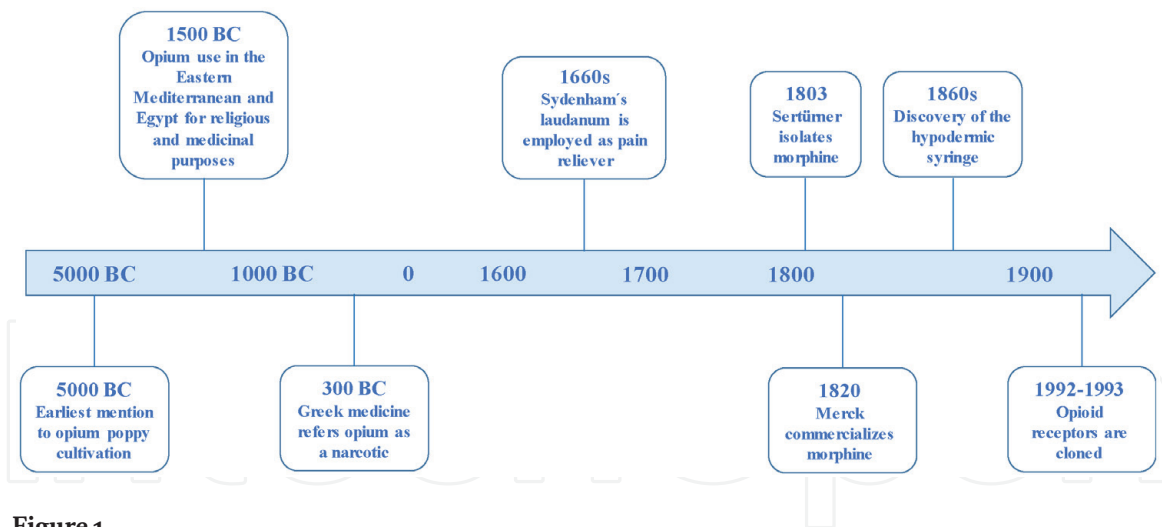 1500 BC
Opium use in the
Eastern
Mediterranean and
Egypt for religious
and medicinal
purposes
1660s
Sydenham´s
laudanum is
employed as pain
reliever
1803
Sertürner
isolates
morphine
1860s
Discovery of the
hypodermic
syringe
5000 BC 1000 BC 0 1600 1700 1800 1900
5000 BC
Earliest mention
to opium poppy
cultivation
300 BC
Greek medicine
refers opium as
a narcotic
1820
Merck
commercializes
morphine
1992-1993
Opioid
receptors are
cloned
Figure 1